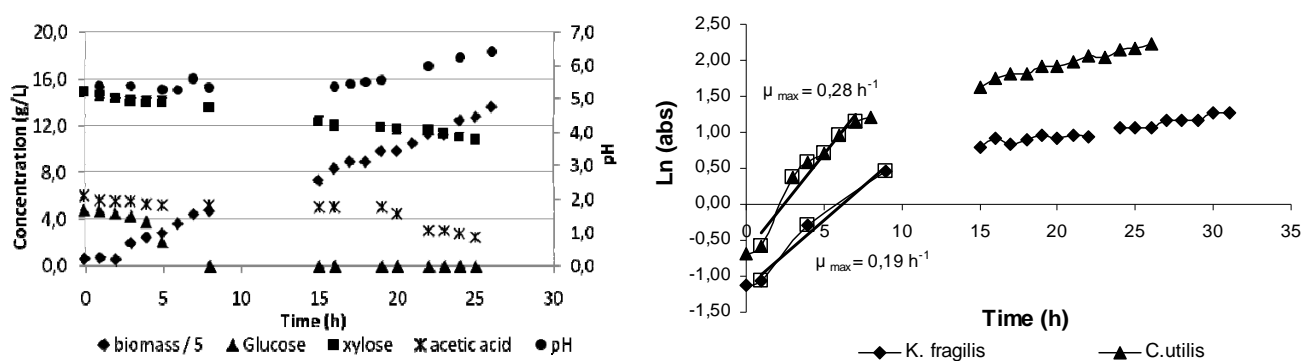 20,0
16,0
12,0
8,0
4,0
0,0
Concentration (g/L)
7,0
6,0
5,0
4,0
3,0
2,0
1,0
0,0
pH
0 5 10 15 20 25 30
Time (h)
biomass / 5 Glucose xylose acetic acid pH
2,50
2,00
1,50
1,00
0,50
0,00
-0,50
-1,00
-1,50
Ln (abs)
μ max = 0,28 h-1
0 5 10 15 20 25 30 35
μ max = 0,19 h-1
Time (h)
K. fragilis C.utilis